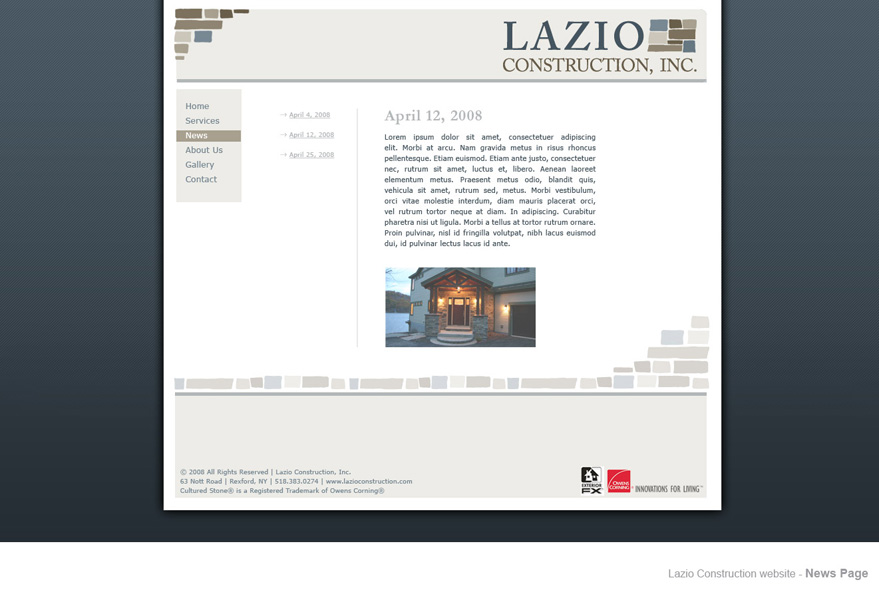 LAZIO
CONSTRUCTION, INC.
Home
Services
News
About Us
Gallery
Contact
April 4, 2008
April 12, 2008
April 25, 2008
April 12, 2008
Lorem ipsum dolor sit amet, consectetuer adipiscing
elit. Morbi at arcu. Nam gravida metus in risus rhoncus
pellentesque. Etiam euismod. Etiam ante justo, consectetuer
nec, rutrum sit amet, luctus et, libero. Aenean laoreet
elementum metus. Praesent metus odio, blandit quis,
vehicula sit amet, rutrum sed, metus. Morbi vestibulum,
orci vitae molestie interdum, diam mauris placerat orci,
vel rutrum tortor neque at diam. In adipiscing. Curabitur
pharetra nisi ut ligula. Morbi a tellus at tortor rutrum ornare.
Proin pulvinar, nisl id fringilla volutpat, nibh lacus euismod
dui, id pulvinar lectus lacus id ante.
© 2008 All Rights Reserved | Lazio Construction, Inc.
63 Nott Road | Rexford, NY | 518.383.0274 | www.lazioconstruction.com
Cultured Stone® is a Registered Trademark of Owens Corning®
EXTERIOR
FX
OWENS
CORNING
INNOVATIONS FOR LIVING™
Lazio Construction website - News Page